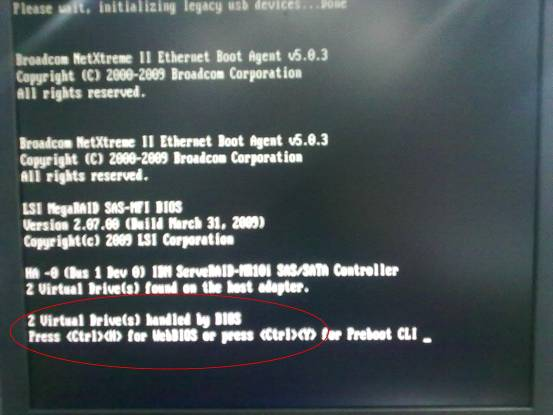 Please wait, initializing legacy usb devices...Done
Broadcom NetXtreme II Ethernet Boot Agent v5.0.3
Copyright (C) 2000-2009 Broadcom Corporation
All rights reserved.
Broadcom NetXtreme II Ethernet Boot Agent v5.0.3
Copyright (C) 2000-2009 Broadcom Corporation
All rights reserved.
LSI MegaRAID SAS-MFI BIOS
Version 2.07.00 (Build March 31, 2009)
Copyright(c) 2009 LSI Corporation
HA -0 (Bus 1 Dev 0) IBM ServeRAID-MR10i SAS/SATA Controller
2 Virtual Drive(s) found on the host adapter.
2 Virtual Drive(s) handled by BIOS
Press <Ctrl><H> for WebBIOS or press <Ctrl><Y> for Preboot CLI _